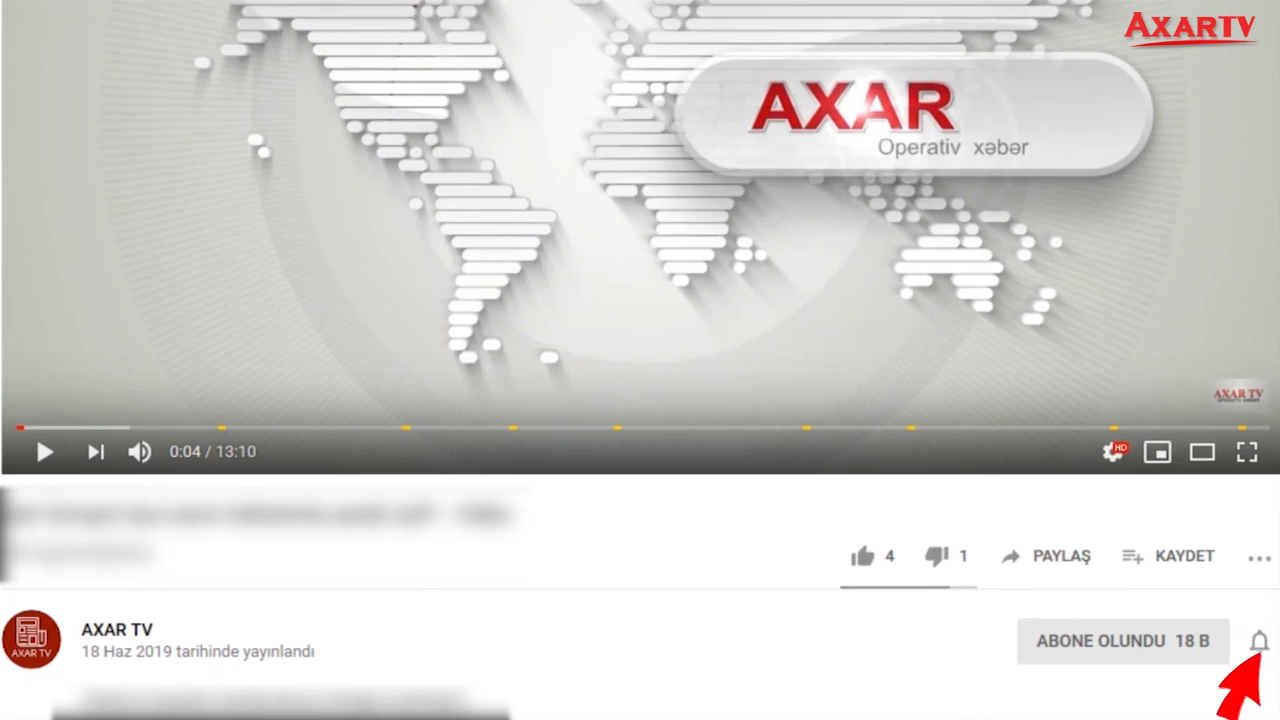 AXARTV
AXAR
Operativ xəbər
AXAR TV
0:04 / 13:10
HD
4
1
PAYLAŞ
KAYDET
AXAR TV
AXAR TV
18 Haz 2019 tarihinde yayınlandı
ABONE OLUNDU 18 B